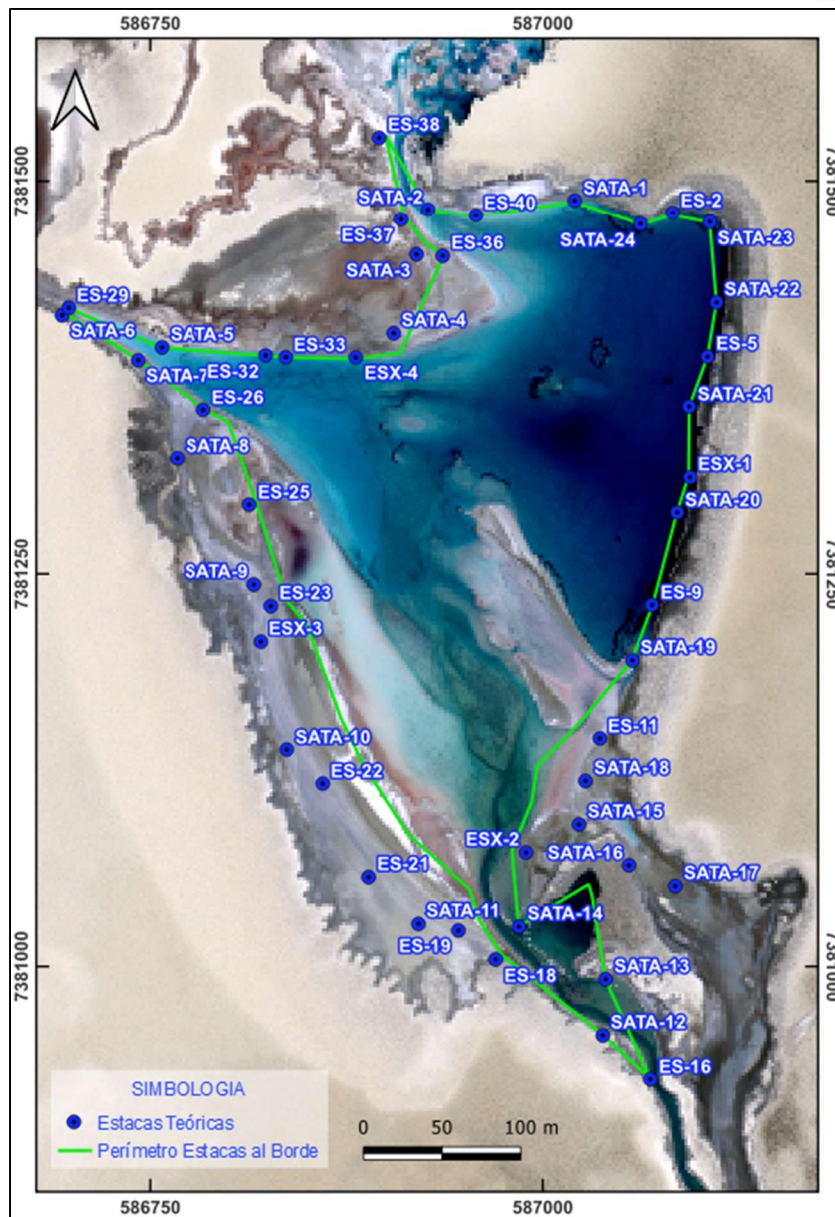 586750
587000
7381500
7381500
ES-38
SATA-1
SATA-2
ES-40
ES-2
ES-37
SATA-24
SATA-23
ES-36
SATA-3
ES-29
SATA-22
SATA-6
SATA-5
SATA-4
ES-5
ES-32
ES-33
ESX-4
SATA-7
ES-26
SATA-21
SATA-8
ESX-1
ES-25
SATA-20
7381250
7381250
SATA-9
ES-23
ES-9
ESX-3
SATA-19
ES-11
SATA-10
SATA-18
ES-22
SATA-15
ESX-2
SATA-16
ES-21
SATA-17
SATA-11
SATA-14
ES-19
7381000
7381000
ES-18
SATA-13
SATA-12
ES-16
SIMBOLOGIA
Estacas Teóricas
Perímetro Estacas al Borde
0 50 100 m
586750
587000